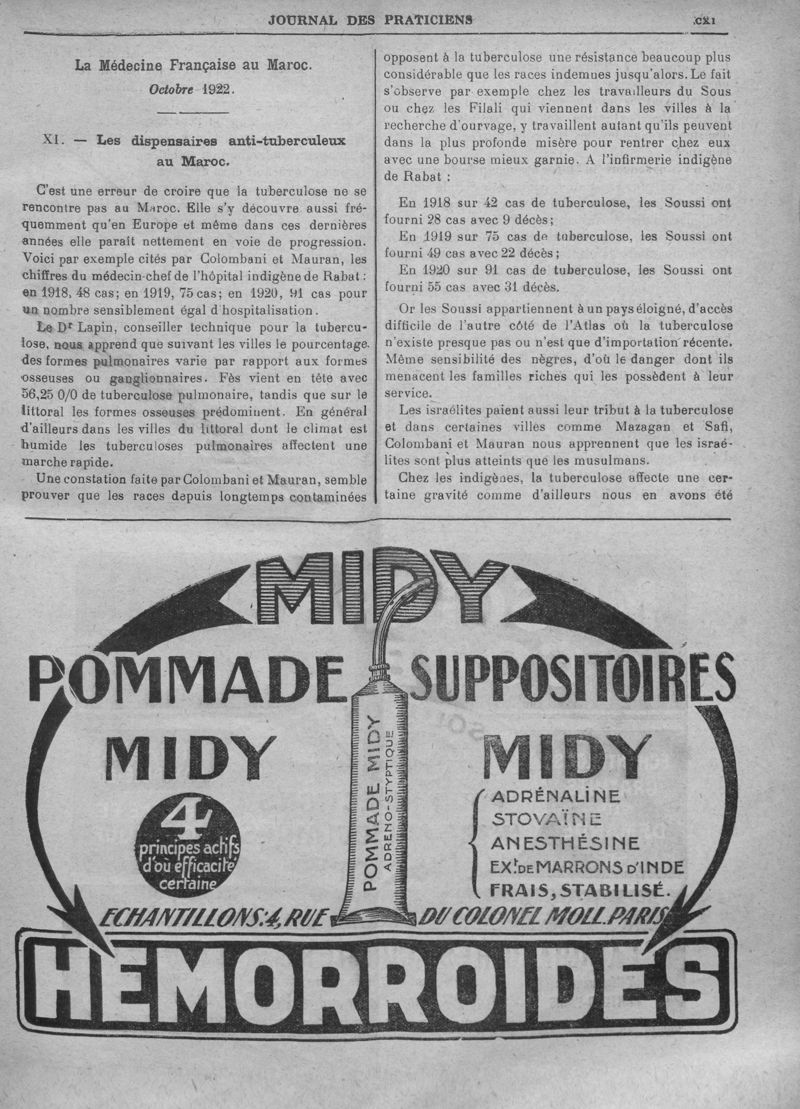 JOURNAL DES PRATICIENS
CXI
La Médecine Française au Maroc.
Octobre 1922.
XI. — Les dispensaires anti-tuberculeux
au Maroc.
C'est une erreur de croire que la tuberculose ne se
rencontre pas au Maroc. Elle s'y découvre aussi fré-
quemment qu'en Europe et même dans ces dernières
années elle paraît nettement en voie de progression.
Voici par exemple cités par Colombani et Mauran, les
chiffres du médecin-chef de l'hôpital indigène de Rabat :
en 1918, 48 cas; en 1919, 75 cas; en 1920, 91 cas pour
un nombre sensiblement égal d'hospitalisation.
Le Dr Lapin, conseiller technique pour la tubercu-
lose, nous apprend que suivant les villes le pourcentage
des formes pulmonaires varie par rapport aux formes
osseuses ou ganglionnaires. Fès vient en tête avec
56,25 0/0 de tuberculose pulmonaire, tandis que sur le
littoral les formes osseuses prédominent. En général
d'ailleurs dans les villes du littoral dont le climat est
humide les tuberculoses pulmonaires affectent une
marche rapide.
Une constation faite par Colombani et Mauran, semble
prouver que les races depuis longtemps contaminées
opposent à la tuberculose une résistance beaucoup plus
considérable que les races indemnes jusqu'alors. Le fait
s'observe par exemple chez les travailleurs du Sous
ou chez les Filali qui viennent dans les villes à la
recherche d'ourvage, y travaillent autant qu'ils peuvent
dans la plus profonde misère pour rentrer chez eux
avec une bourse mieux garnie. A l'infirmerie indigène
de Rabat :
En 1918 sur 42 cas de tuberculose, les Soussi ont
fourni 28 cas avec 9 décès ;
En 1919 sur 75 cas de tuberculose, les Soussi ont
fourni 49 cas avec 22 décès ;
En 1920 sur 91 cas de tuberculose, les Soussi ont
fourni 55 cas avec 31 décès.
Or les Soussi appartiennent à un pays éloigné, d'accès
difficile de l'autre côté de l'Atlas où la tuberculose
n'existe presque pas ou n'est que d'importation récente.
Même sensibilité des nègres, d'où le danger dont ils
menacent les familles riches qui les possèdent à leur
service.
Les israélites paient aussi leur tribut à la tuberculose
et dans certaines villes comme Mazagan et Safi,
Colombani et Mauran nous apprennent que les israé-
lites sont plus atteints que les musulmans.
Chez les indigènes, la tuberculose affecte une cer-
taine gravité comme d'ailleurs nous en avons été
MIDY
POMMADE
MIDY
4
principes actifs
d'où efficacité
certaine
POMMADE MIDY
ADRENO-STYPTIQUE
SUPPOSITOIRES
MIDY
ADRÉNALINE
STOVAÏNE
ANESTHÉSINE
EXt. DE MARRONS D'INDE
FRAIS, STABILISÉ.
ECHANTILLONS. 4, RUE DU COLONEL MOLL. PARIS
HEMORROIDES